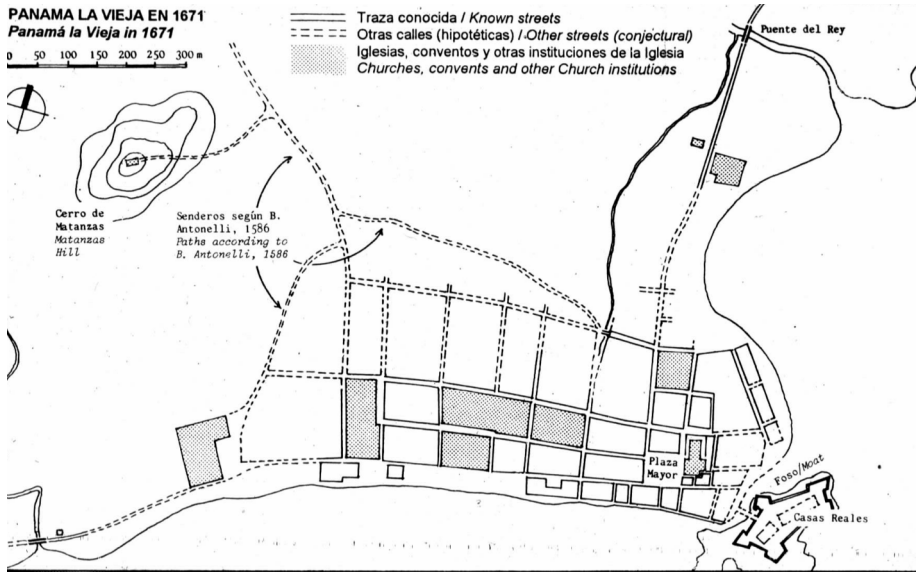 PANAMA LA VIEJA EN 1671
Panamá la Vieja in 1671
0 50 100 150 200 250 300 m
Traza conocida / Known streets
Otras calles (hipotéticas) / Other streets (conjectural)
Iglesias, conventos y otras instituciones de la Iglesia
Churches, convents and other Church institutions
Puente del Rey
Cerro de
Matanzas
Matanzas
Hill
Senderos según B.
Antonelli, 1586
Paths according to
B. Antonelli, 1586
Plaza
Mayor
Foso/Moat
Casas Reales